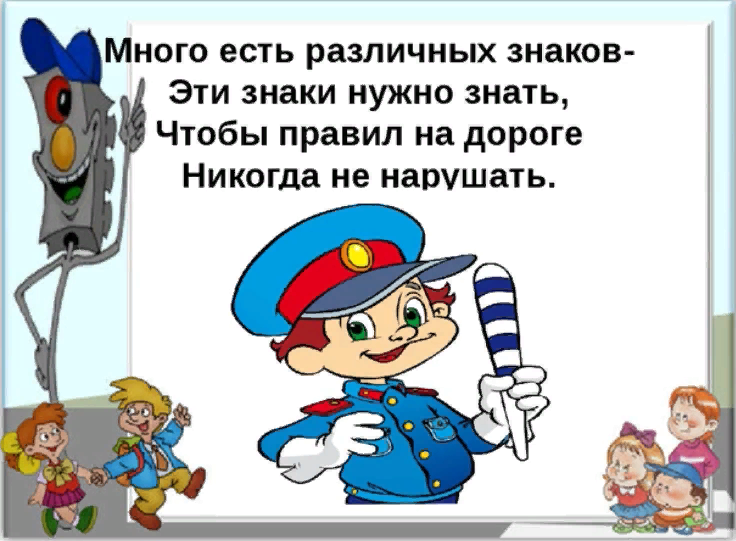 Много есть различных знаков-
Эти знаки нужно знать,
Чтобы правил на дороге
Никогда не нарушать.